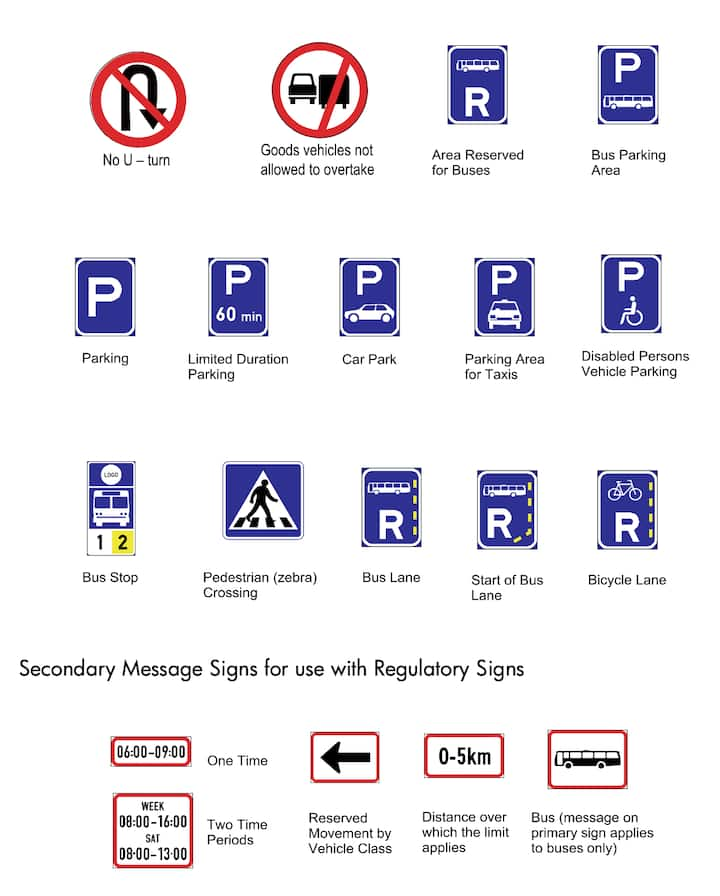 No U – turn
Goods vehicles not
allowed to overtake
R
Area Reserved
for Buses
P
Bus Parking
Area
P
Parking
P
60 min
Limited Duration
Parking
P
Car Park
P
Parking Area
for Taxis
P
Disabled Persons
Vehicle Parking
LOGO
1 2
Bus Stop
Pedestrian (zebra)
Crossing
R
Bus Lane
R
Start of Bus
Lane
R
Bicycle Lane
Secondary Message Signs for use with Regulatory Signs
06:00-09:00
One Time
WEEK
08:00-16:00
SAT
08:00-13:00
Two Time
Periods
Reserved
Movement by
Vehicle Class
0-5km
Distance over
which the limit
applies
Bus (message on
primary sign applies
to buses only)